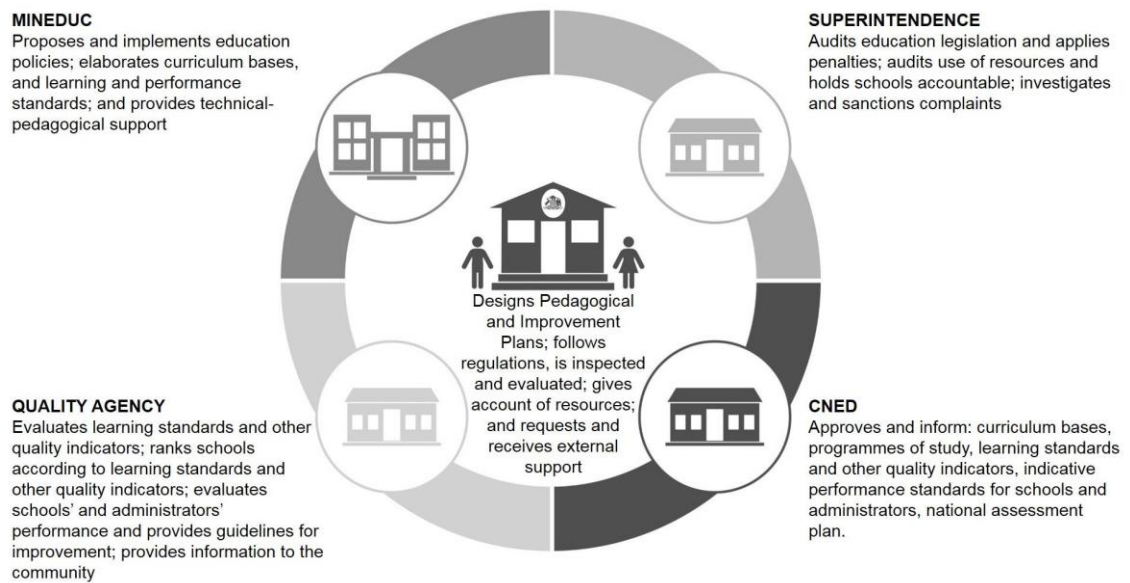 MINEDUC
Proposes and implements education
policies; elaborates curriculum bases,
and learning and performance
standards; and provides technical-
pedagogical support
SUPERINTENDENCE
Audits education legislation and applies
penalties; audits use of resources and
holds schools accountable; investigates
and sanctions complaints
Designs Pedagogical
and Improvement
Plans; follows
regulations, is inspected
and evaluated; gives
account of resources;
and requests and
receives external
support
QUALITY AGENCY
Evaluates learning standards and other
quality indicators; ranks schools
according to learning standards and
other quality indicators; evaluates
schools’ and administrators’
performance and provides guidelines for
improvement; provides information to the
community
CNED
Approves and inform: curriculum bases,
programmes of study, learning standards
and other quality indicators, indicative
performance standards for schools and
administrators, national assessment
plan.